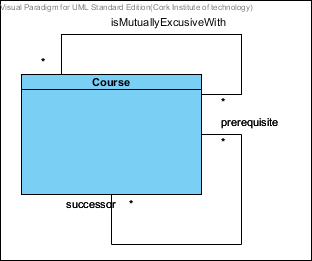 Visual Paradigm for UML Standard Edition(Cork Institute of technology)
isMutuallyExcusiveWith
*
Course
*
prerequisite
*
successor *